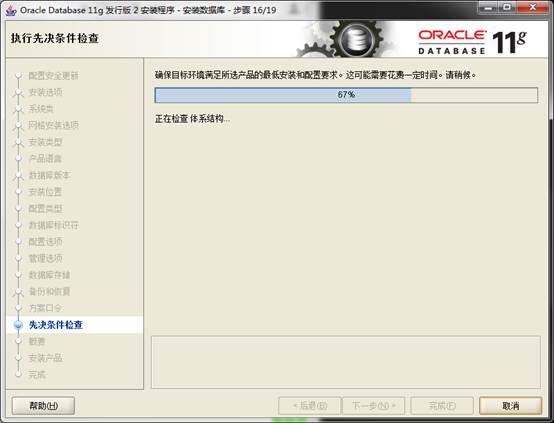 Oracle Database 11g 发行版 2 安装程序 - 安装数据库 - 步骤 16/19
执行先决条件检查
ORACLE
DATABASE
11g
配置安全更新
安装选项
系统类
网格安装选项
安装类型
产品语言
数据库版本
安装位置
配置类型
数据库标识符
配置选项
管理选项
数据库存储
备份和恢复
方案口令
先决条件检查
概要
安装产品
完成
确保目标环境满足所选产品的最低安装和配置要求。这可能需要花费一定时间。请稍候。
67%
正在检查 体系结构...
帮助(H)
< 后退(B)
下一步(N) >
完成(F)
取消